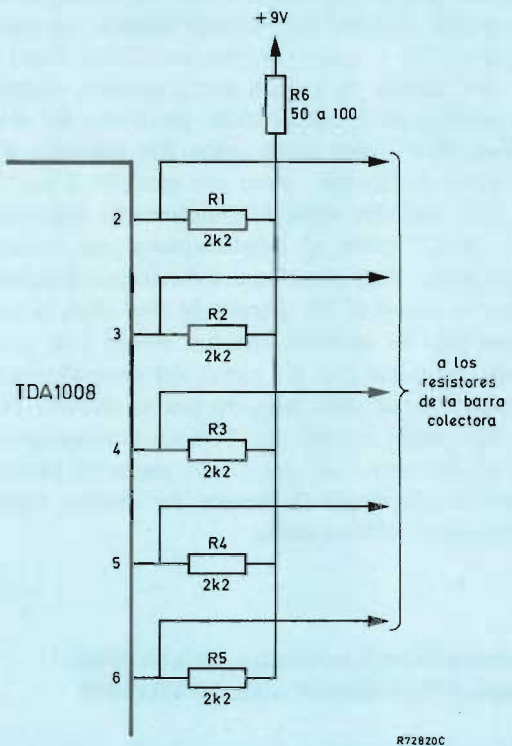 +9V
R6
50 a 100
2
R1
2k2
3
R2
2k2
TDA1008
a los
resistores
de la barra
colectora
4
R3
2k2
5
R4
2k2
6
R5
2k2
R72820C